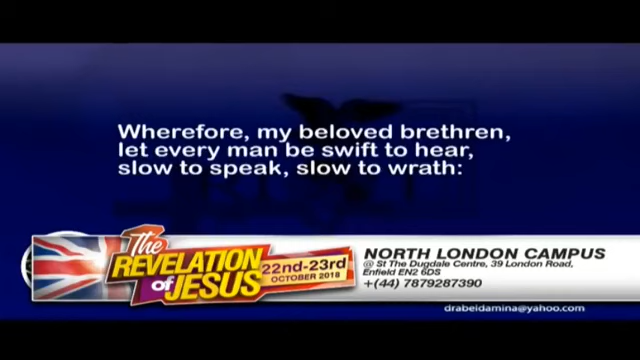 Wherefore, my beloved brethren,
let every man be swift to hear,
slow to speak, slow to wrath:
The
REVELATION
of JESUS
22nd-23rd
OCTOBER 2018
NORTH LONDON CAMPUS
@ St The Dugdale Centre, 39 London Road,
Enfield EN2 6DS
+(44) 7879287390
drabeldamina@yahoo.com